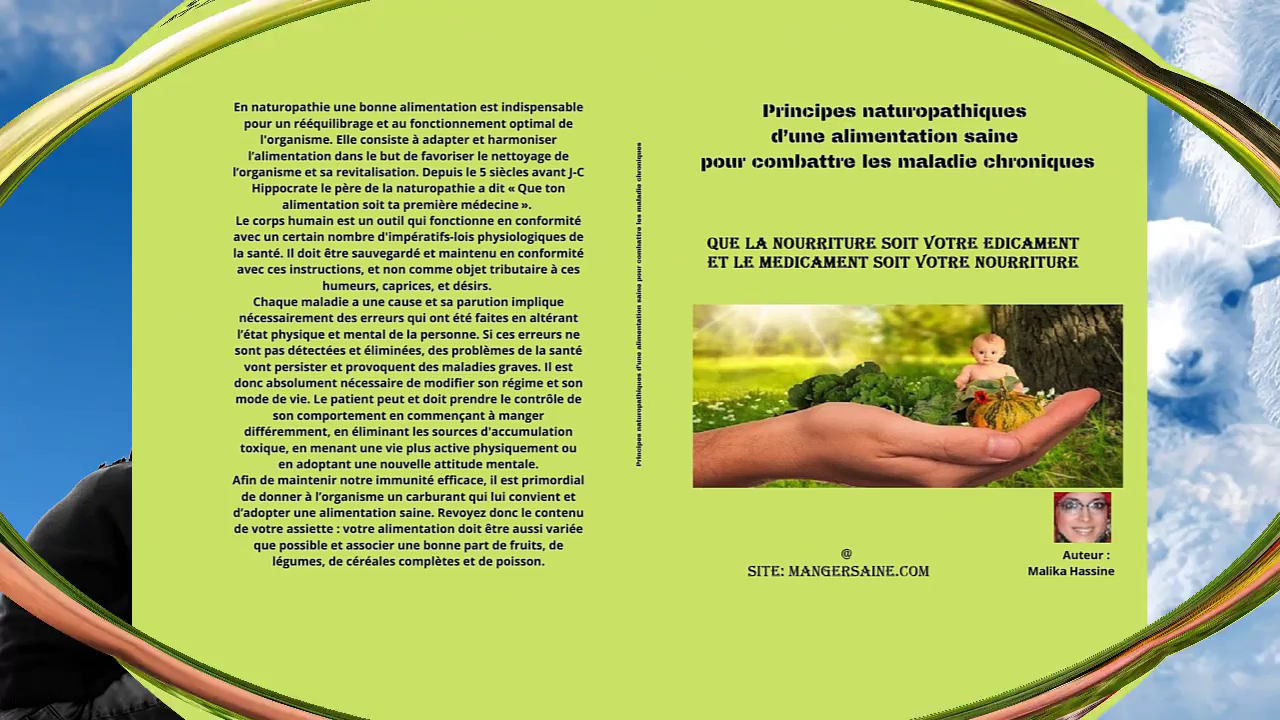 En naturopathie une bonne alimentation est indispensable
pour un rééquilibrage et au fonctionnement optimal de
l'organisme. Elle consiste à adapter et harmoniser
l’alimentation dans le but de favoriser le nettoyage de
l’organisme et sa revitalisation. Depuis le 5 siècles avant J-C
Hippocrate le père de la naturopathie a dit « Que ton
alimentation soit ta première médecine ».
Le corps humain est un outil qui fonctionne en conformité
avec un certain nombre d'impératifs-lois physiologiques de
la santé. Il doit être sauvegardé et maintenu en conformité
avec ces instructions, et non comme objet tributaire à ces
humeurs, caprices, et désirs.
Chaque maladie a une cause et sa parution implique
nécessairement des erreurs qui ont été faites en altérant
l’état physique et mental de la personne. Si ces erreurs ne
sont pas détectées et éliminées, des problèmes de la santé
vont persister et provoquent des maladies graves. Il est
donc absolument nécessaire de modifier son régime et son
mode de vie. Le patient peut et doit prendre le contrôle de
son comportement en commençant à manger
différemment, en éliminant les sources d'accumulation
toxique, en menant une vie plus active physiquement ou
en adoptant une nouvelle attitude mentale.
Afin de maintenir notre immunité efficace, il est primordial
de donner à l’organisme un carburant qui lui convient et
d’adopter une alimentation saine. Revoyez donc le contenu
de votre assiette : votre alimentation doit être aussi variée
que possible et associer une bonne part de fruits, de
légumes, de céréales complètes et de poisson.
Principes naturopathiques d’une alimentation saine pour combattre les maladie chroniques
Principes naturopathiques
d’une alimentation saine
pour combattre les maladie chroniques
QUE LA NOURRITURE SOIT VOTRE EDICAMENT
ET LE MEDICAMENT SOIT VOTRE NOURRITURE
@
SITE: MANGERSAINE.COM
Auteur :
Malika Hassine